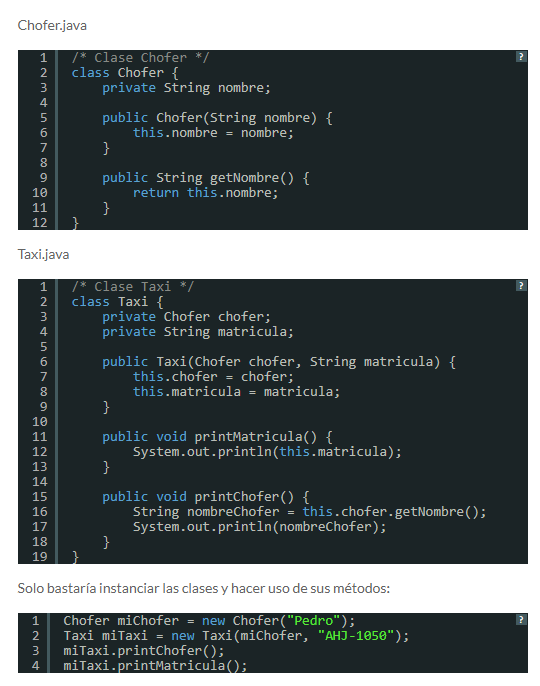 Chofer.java
?
1 /* Clase Chofer */
2 class Chofer {
3     private String nombre;
4
5     public Chofer(String nombre) {
6         this.nombre = nombre;
7     }
8
9     public String getNombre() {
10         return this.nombre;
11     }
12 }
Taxi.java
?
1 /* Clase Taxi */
2 class Taxi {
3     private Chofer chofer;
4     private String matricula;
5
6     public Taxi(Chofer chofer, String matricula) {
7         this.chofer = chofer;
8         this.matricula = matricula;
9     }
10
11     public void printMatricula() {
12         System.out.println(this.matricula);
13     }
14
15     public void printChofer() {
16         String nombreChofer = this.chofer.getNombre();
17         System.out.println(nombreChofer);
18     }
19 }
Solo bastaría instanciar las clases y hacer uso de sus métodos:
?
1 Chofer miChofer = new Chofer("Pedro");
2 Taxi miTaxi = new Taxi(miChofer, "AHJ-1050");
3 miTaxi.printChofer();
4 miTaxi.printMatricula();